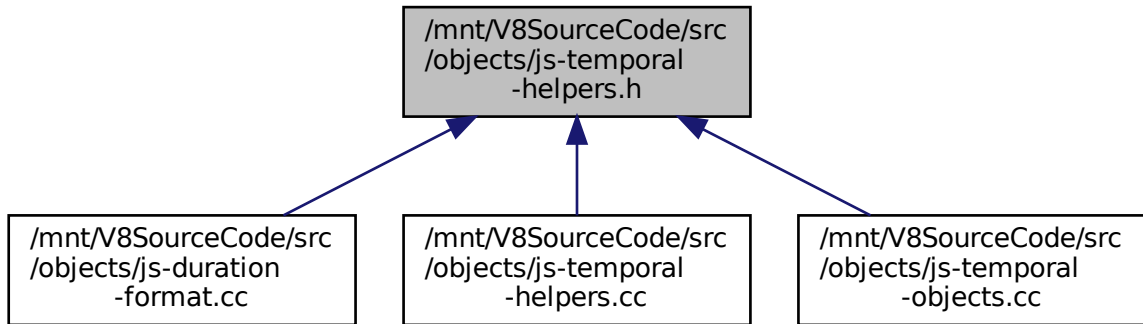 /mnt/V8SourceCode/src
/objects/js-temporal
-helpers.h
/mnt/V8SourceCode/src
/objects/js-duration
-format.cc
/mnt/V8SourceCode/src
/objects/js-temporal
-helpers.cc
/mnt/V8SourceCode/src
/objects/js-temporal
-objects.cc